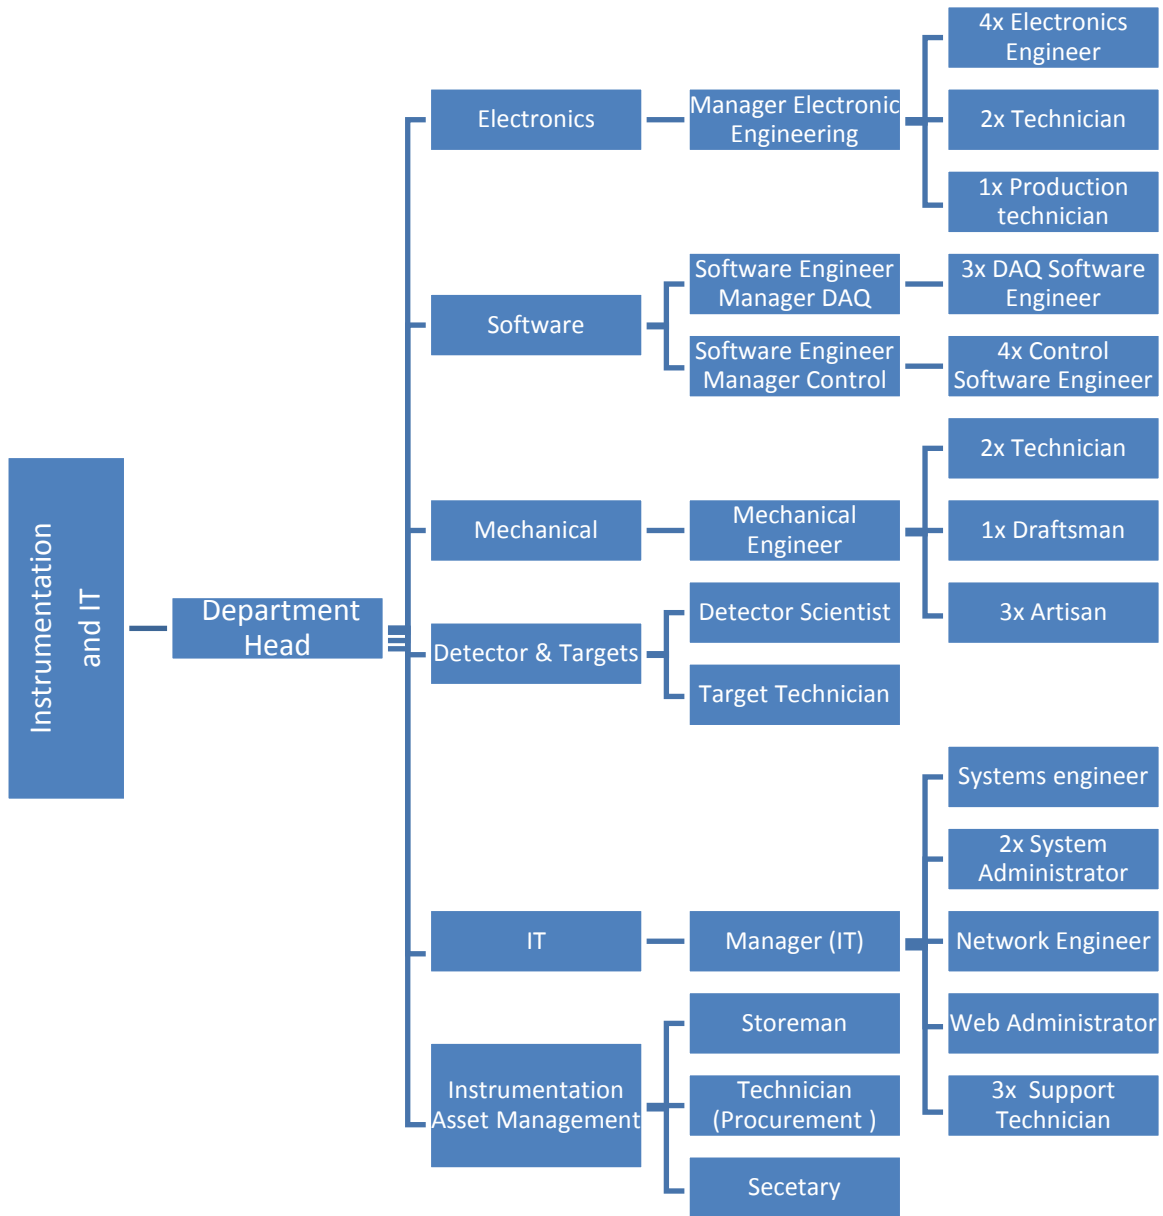 Instrumentation
and IT
Department
Head
Electronics
Manager Electronic
Engineering
4x Electronics
Engineer
2x Technician
1x Production
technician
Software
Software Engineer
Manager DAQ
3x DAQ Software
Engineer
Software Engineer
Manager Control
4x Control
Software Engineer
Mechanical
Mechanical
Engineer
2x Technician
1x Draftsman
3x Artisan
Detector & Targets
Detector Scientist
Target Technician
IT
Manager (IT)
Systems engineer
2x System
Administrator
Network Engineer
Web Administrator
3x  Support
Technician
Instrumentation
Asset Management
Storeman
Technician
(Procurement )
Secetary